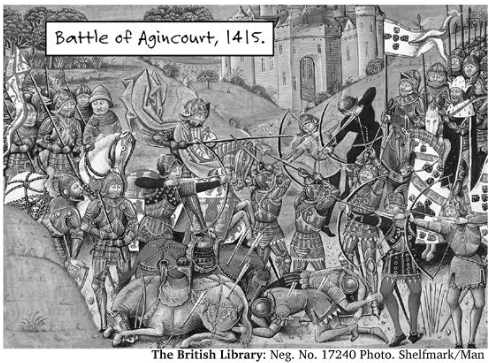 Battle of Agincourt, 1415.
The British Library: Neg. No. 17240 Photo. Shelfmark/Man.